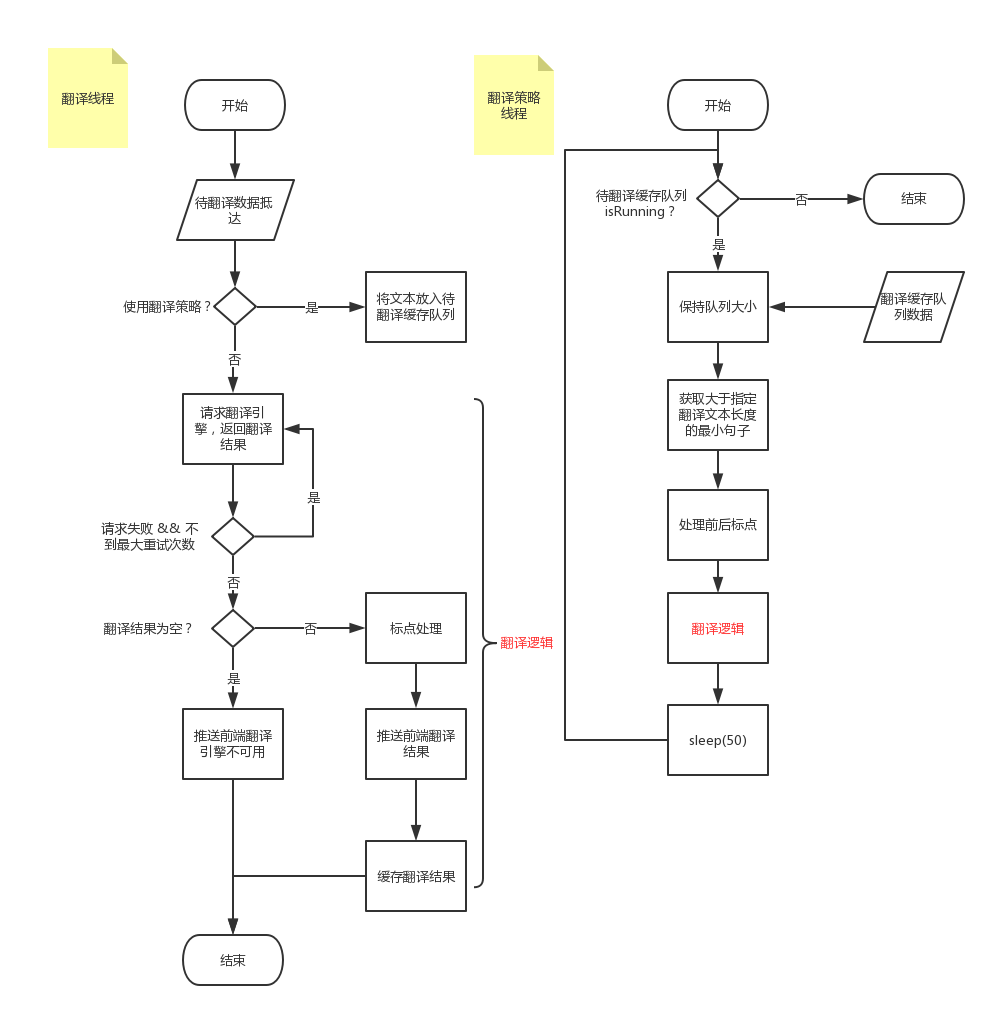 翻译线程
开始
待翻译数据抵
达
使用翻译策略？
是
将文本放入待
翻译缓存队列
否
请求翻译引
擎，返回翻译
结果
是
请求失败 && 不
到最大重试次数
否
翻译结果为空？
否
标点处理
是
推送前端翻译
引擎不可用
推送前端翻译
结果
缓存翻译结果
结束
翻译逻辑
翻译策略
线程
开始
待翻译缓存队列
isRunning？
否
结束
是
保持队列大小
翻译缓存队
列数据
获取大于指定
翻译文本长度
的最小句子
处理前后标点
翻译逻辑
sleep(50)